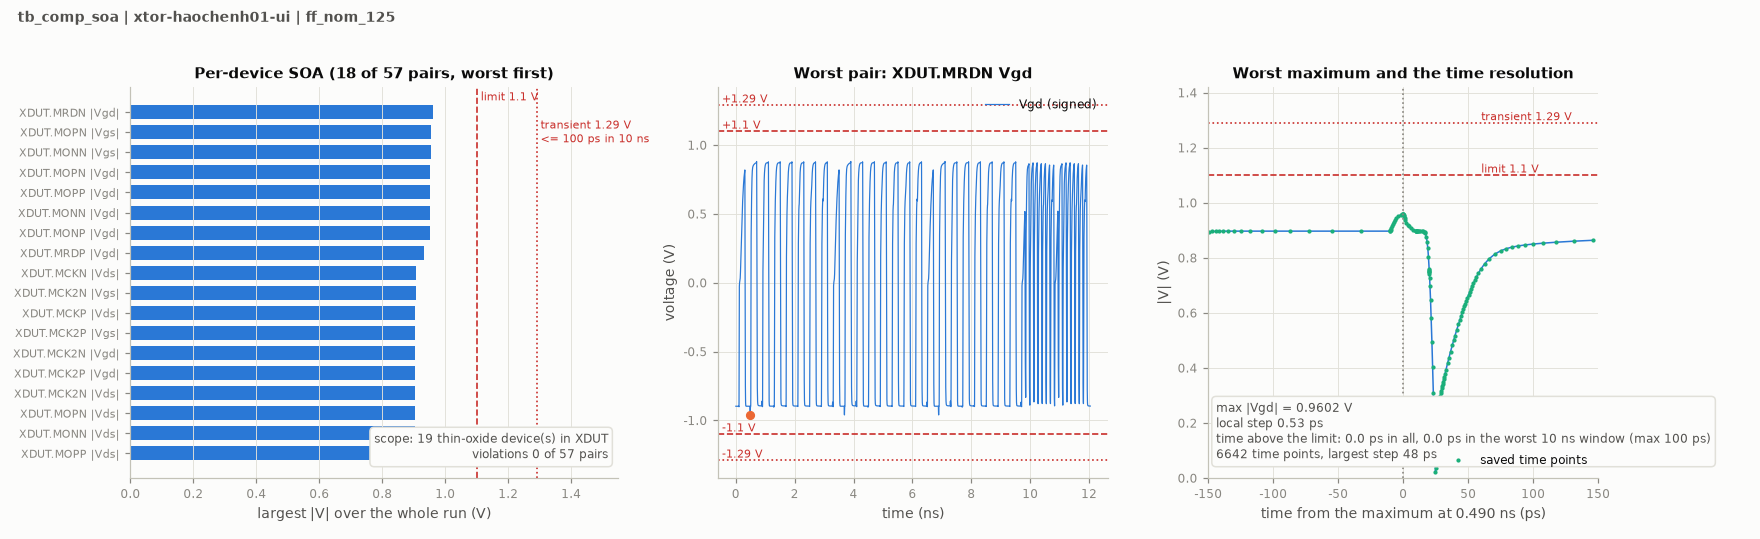 tb_comp_soa | xtor-haochenh01-ui | ff_nom_125
Per-device SOA (18 of 57 pairs, worst first)
limit 1.1 V
transient 1.29 V
<= 100 ps in 10 ns
XDUT.MRDN |Vgd|
XDUT.MOPN |Vgs|
XDUT.MONN |Vgs|
XDUT.MOPN |Vgd|
XDUT.MOPP |Vgs|
XDUT.MONN |Vgd|
XDUT.MONP |Vgs|
XDUT.MRDP |Vgd|
XDUT.MCKN |Vds|
XDUT.MCK2N |Vgs|
XDUT.MCKP |Vds|
XDUT.MCK2P |Vgs|
XDUT.MCK2N |Vgd|
XDUT.MCK2P |Vgd|
XDUT.MCK2N |Vds|
XDUT.MOPN |Vds|
XDUT.MONN |Vds|
XDUT.MOPP |Vds|
scope: 19 thin-oxide device(s) in XDUT
violations 0 of 57 pairs
0.0 0.2 0.4 0.6 0.8 1.0 1.2 1.4
largest |V| over the whole run (V)
Worst pair: XDUT.MRDN Vgd
+1.29 V
Vgd (signed)
+1.1 V
-1.1 V
-1.29 V
1.0
0.5
0.0
-0.5
-1.0
voltage (V)
0 2 4 6 8 10 12
time (ns)
Worst maximum and the time resolution
transient 1.29 V
limit 1.1 V
1.4
1.2
1.0
0.8
0.6
0.4
0.2
0.0
|V| (V)
max |Vgd| = 0.9602 V
local step 0.53 ps
time above the limit: 0.0 ps in all, 0.0 ps in the worst 10 ns window (max 100 ps)
6642 time points, largest step 48 ps
saved time points
-150 -100 -50 0 50 100 150
time from the maximum at 0.490 ns (ps)